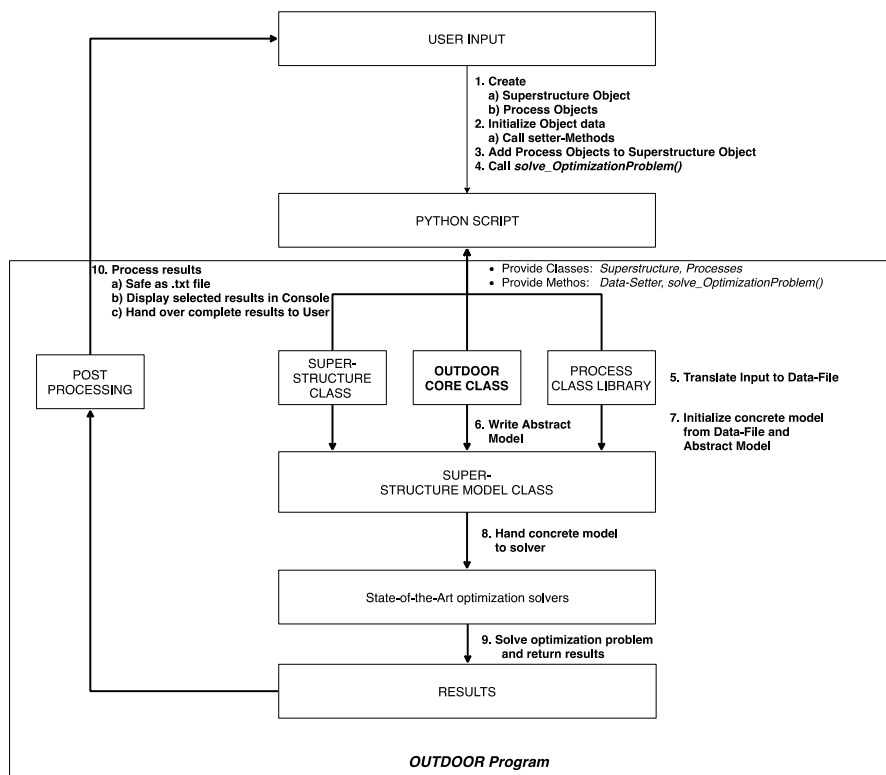 USER INPUT
1. Create
a) Superstructure Object
b) Process Objects
2. Initialize Object data
a) Call setter-Methods
3. Add Process Objects to Superstructure Object
4. Call solve_OptimizationProblem()
PYTHON SCRIPT
10. Process results
a) Safe as .txt file
b) Display selected results in Console
c) Hand over complete results to User
• Provide Classes: Superstructure, Processes
• Provide Methos: Data-Setter, solve_OptimizationProblem()
POST
PROCESSING
SUPER-
STRUCTURE
CLASS
OUTDOOR
CORE CLASS
PROCESS
CLASS LIBRARY
5. Translate Input to Data-File
6. Write Abstract
Model
7. Initialize concrete model
from Data-File and
Abstract Model
SUPER-
STRUCTURE MODEL CLASS
8. Hand concrete model
to solver
State-of-the-Art optimization solvers
9. Solve optimization problem
and return results
RESULTS
OUTDOOR Program